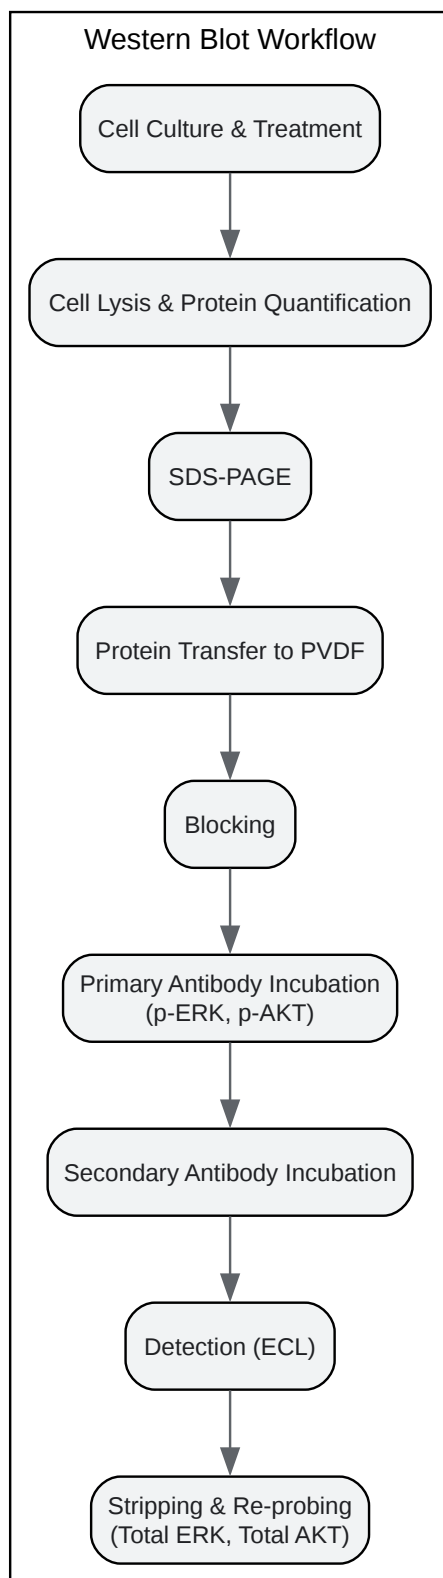 Western Blot Workflow
Cell Culture & Treatment
Cell Lysis & Protein Quantification
SDS-PAGE
Protein Transfer to PVDF
Blocking
Primary Antibody Incubation
(p-ERK, p-AKT)
Secondary Antibody Incubation
Detection (ECL)
Stripping & Re-probing
(Total ERK, Total AKT)